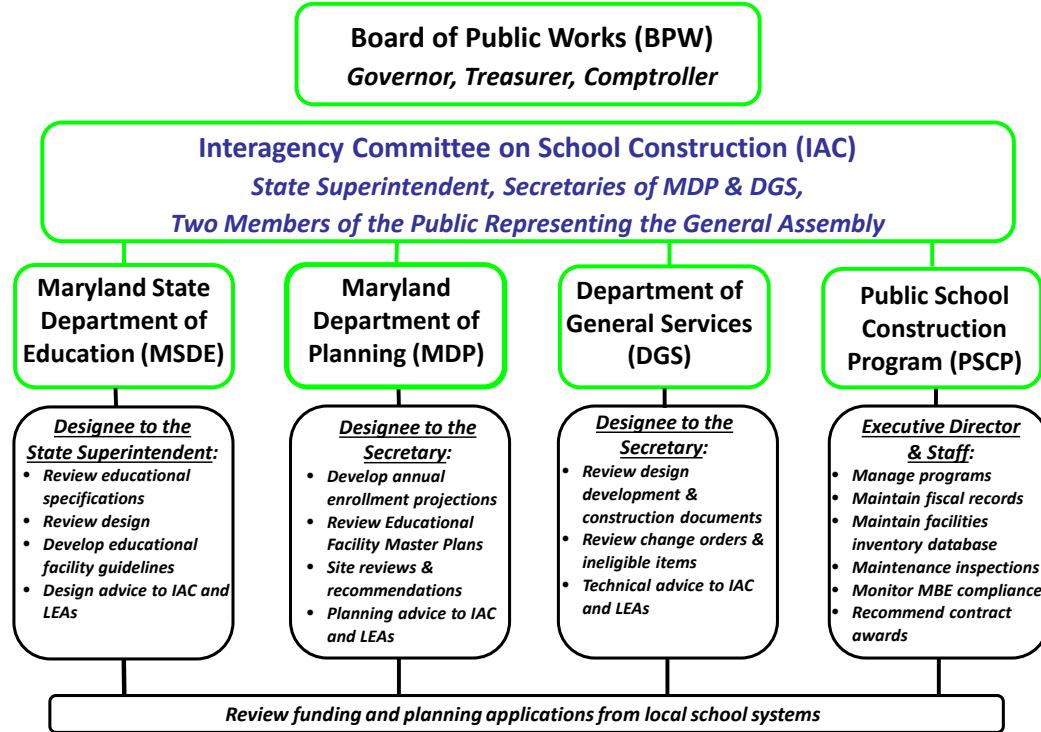 Board of Public Works (BPW)
Governor, Treasurer, Comptroller
Interagency Committee on School Construction (IAC)
State Superintendent, Secretaries of MDP & DGS,
Two Members of the Public Representing the General Assembly
Maryland State
Department of
Education (MSDE)
Maryland
Department of
Planning (MDP)
Department of
General Services
(DGS)
Public School
Construction
Program (PSCP)
Designee to the
State Superintendent:
• Review educational
specifications
• Review design
• Develop educational
facility guidelines
• Design advice to IAC and
LEAs
Designee to the
Secretary:
• Develop annual
enrollment projections
• Review Educational
Facility Master Plans
• Site reviews &
recommendations
• Planning advice to IAC
and LEAs
Designee to the
Secretary:
• Review design
development &
construction documents
• Review change orders &
ineligible items
• Technical advice to IAC
and LEAs
Executive Director
& Staff:
• Manage programs
• Maintain fiscal records
• Maintain facilities
inventory database
• Maintenance inspections
• Monitor MBE compliance
• Recommend contract
awards
Review funding and planning applications from local school systems